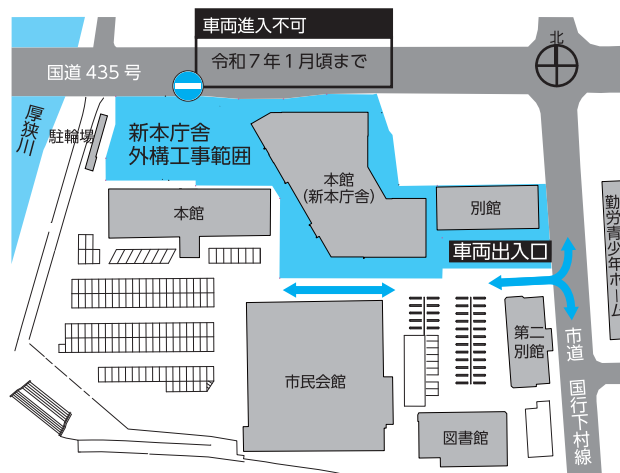 車両進入不可
令和７年１月頃まで
北
国道 435 号
厚狭川
駐輪場
新本庁舎
外構工事範囲
本館
(新本庁舎)
本館
別館
勤労青少年ホーム
車両出入口
市民会館
第二
別館
市道 国行下村線
図書館